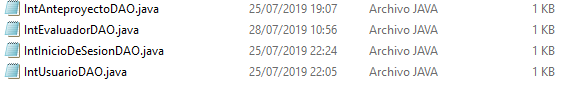 IntAnteproyectoDAO.java 25/07/2019 19:07 Archivo JAVA 1 KB
IntEvaluadorDAO.java 28/07/2019 10:56 Archivo JAVA 1 KB
IntInicioDeSesionDAO.java 25/07/2019 22:24 Archivo JAVA 1 KB
IntUsuarioDAO.java 25/07/2019 22:05 Archivo JAVA 1 KB